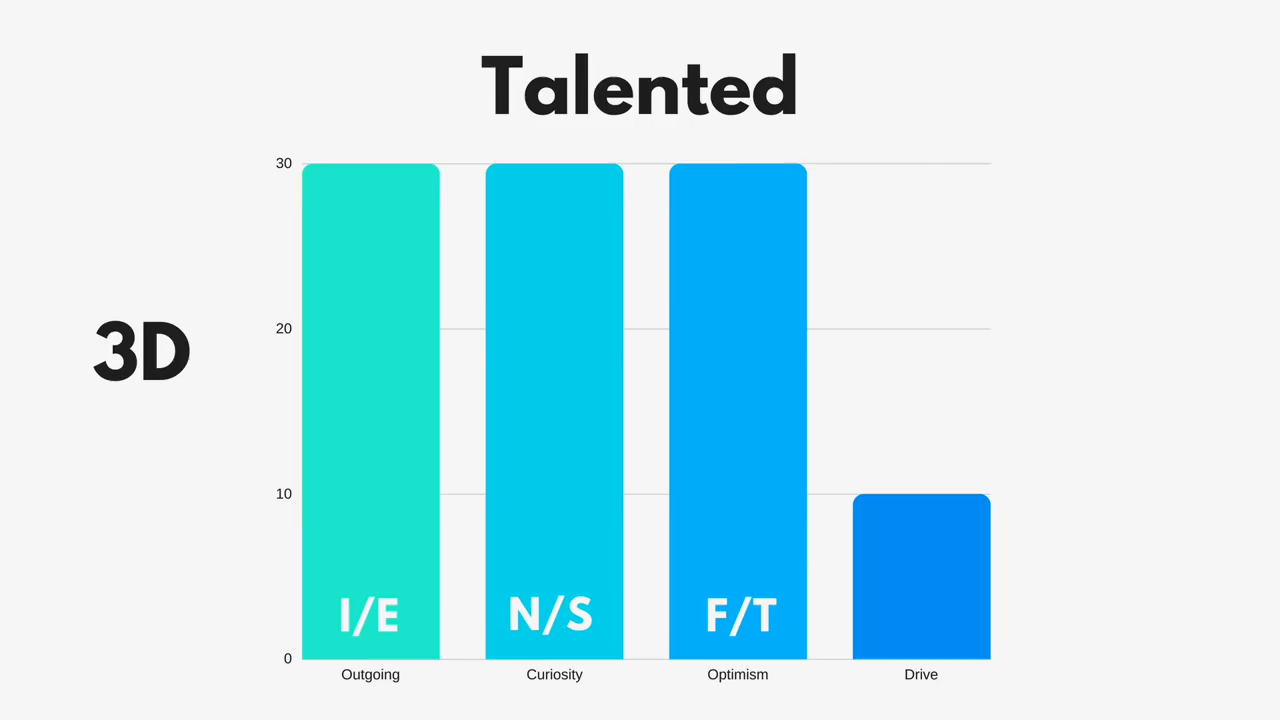 Talented
3D
30
20
10
0
I/E
N/S
F/T
Outgoing
Curiosity
Optimism
Drive